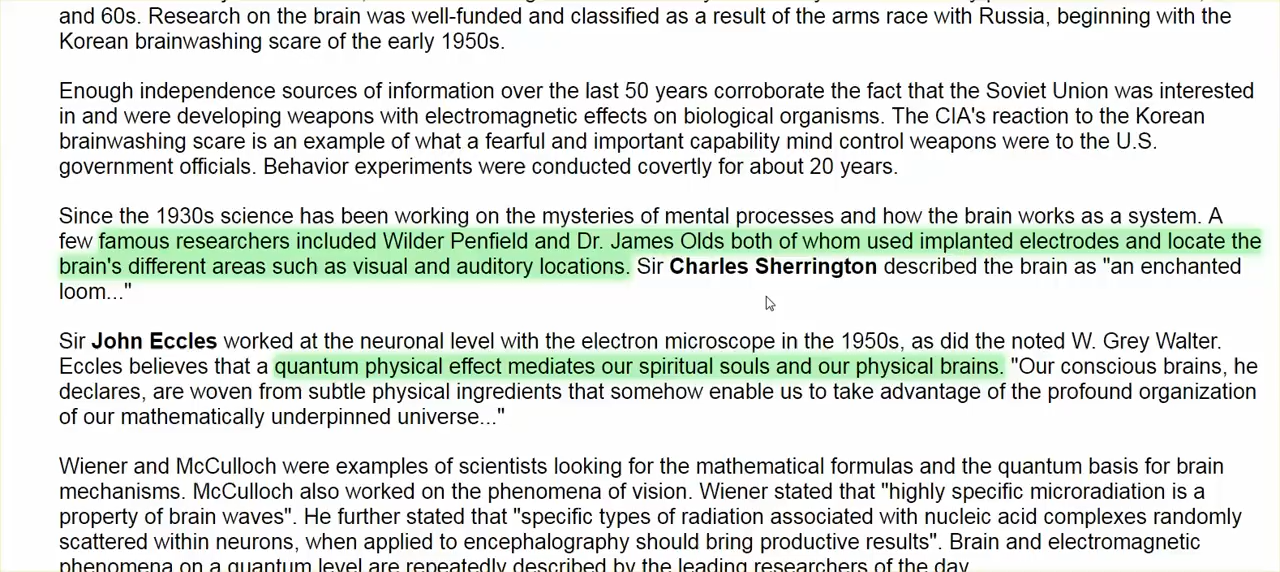 and 60s. Research on the brain was well-funded and classified as a result of the arms race with Russia, beginning with the
Korean brainwashing scare of the early 1950s.
Enough independence sources of information over the last 50 years corroborate the fact that the Soviet Union was interested
in and were developing weapons with electromagnetic effects on biological organisms. The CIA's reaction to the Korean
brainwashing scare is an example of what a fearful and important capability mind control weapons were to the U.S.
government officials. Behavior experiments were conducted covertly for about 20 years.
Since the 1930s science has been working on the mysteries of mental processes and how the brain works as a system. A
few famous researchers included Wilder Penfield and Dr. James Olds both of whom used implanted electrodes and locate the
brain's different areas such as visual and auditory locations. Sir Charles Sherrington described the brain as "an enchanted
loom..."
Sir John Eccles worked at the neuronal level with the electron microscope in the 1950s, as did the noted W. Grey Walter.
Eccles believes that a quantum physical effect mediates our spiritual souls and our physical brains. "Our conscious brains, he
declares, are woven from subtle physical ingredients that somehow enable us to take advantage of the profound organization
of our mathematically underpinned universe..."
Wiener and McCulloch were examples of scientists looking for the mathematical formulas and the quantum basis for brain
mechanisms. McCulloch also worked on the phenomena of vision. Wiener stated that "highly specific microradiation is a
property of brain waves". He further stated that "specific types of radiation associated with nucleic acid complexes randomly
scattered within neurons, when applied to encephalography should bring productive results". Brain and electromagnetic
phenomena on a quantum level are repeatedly described by the leading researchers of the day.